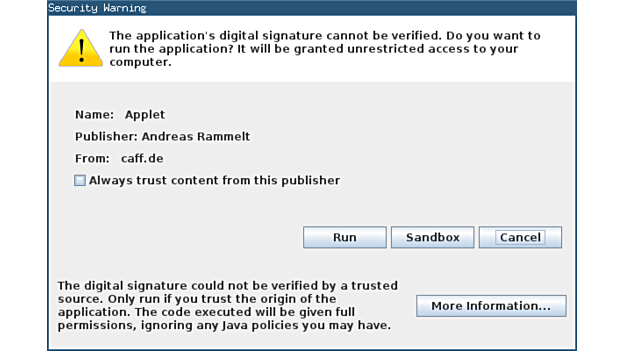 Security Warning
The application's digital signature cannot be verified. Do you want to
run the application? It will be granted unrestricted access to your
computer.
Name: Applet
Publisher: Andreas Rammelt
From: caff.de
Always trust content from this publisher
Run Sandbox Cancel
The digital signature could not be verified by a trusted
source. Only run if you trust the origin of the
application. The code executed will be given full
permissions, ignoring any Java policies you may have.
More Information...